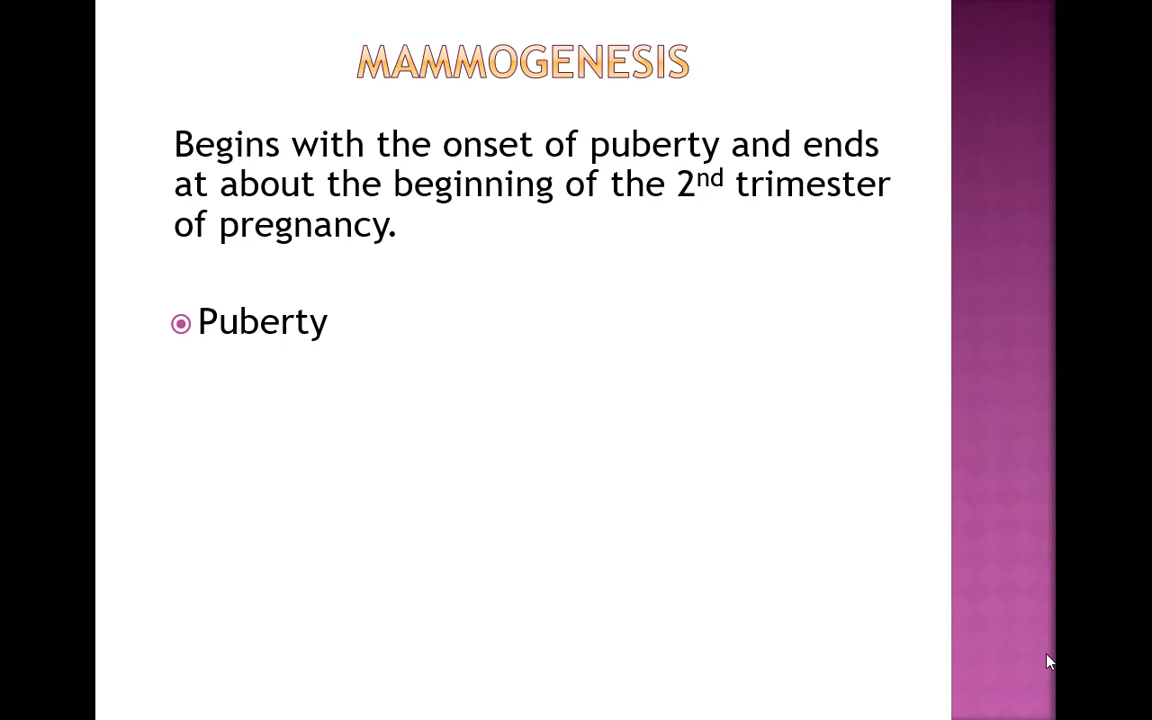 MAMMOGENESIS
Begins with the onset of puberty and ends
at about the beginning of the 2nd trimester
of pregnancy.
Puberty